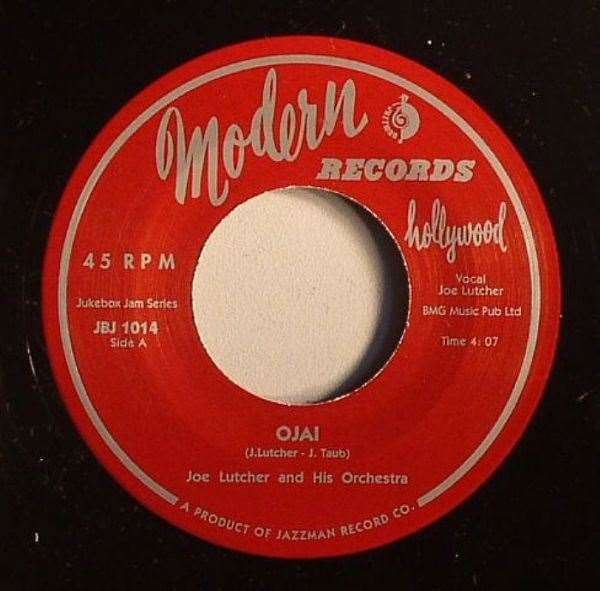 Modern
RECORDS
hollywood
45 RPM
Vocal
Joe Lutcher
Jukebox Jam Series
BMG Music Pub Ltd
JBJ 1014
Side A
Time 4: 07
OJAI
(J.Lutcher - J. Taub)
Joe Lutcher and His Orchestra
A PRODUCT OF JAZZMAN RECORD CO.